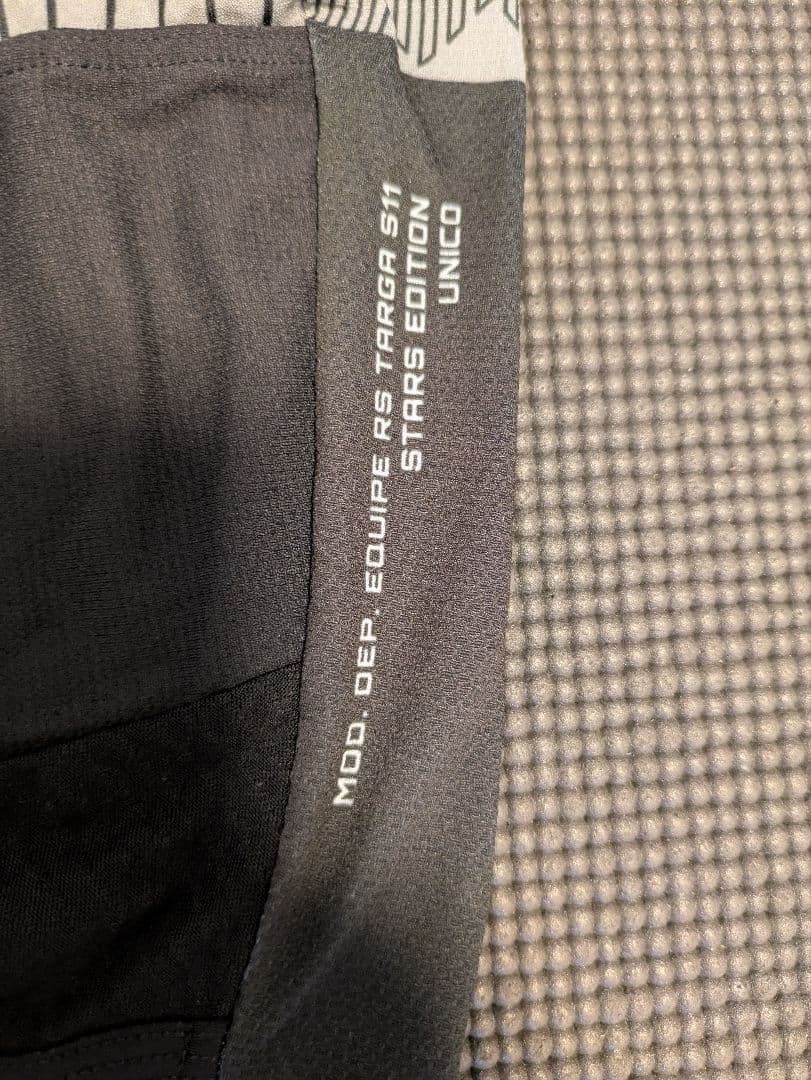 MOD. DEP. EQUIPE RS TARGA S11
STARS EDITION
UNICO